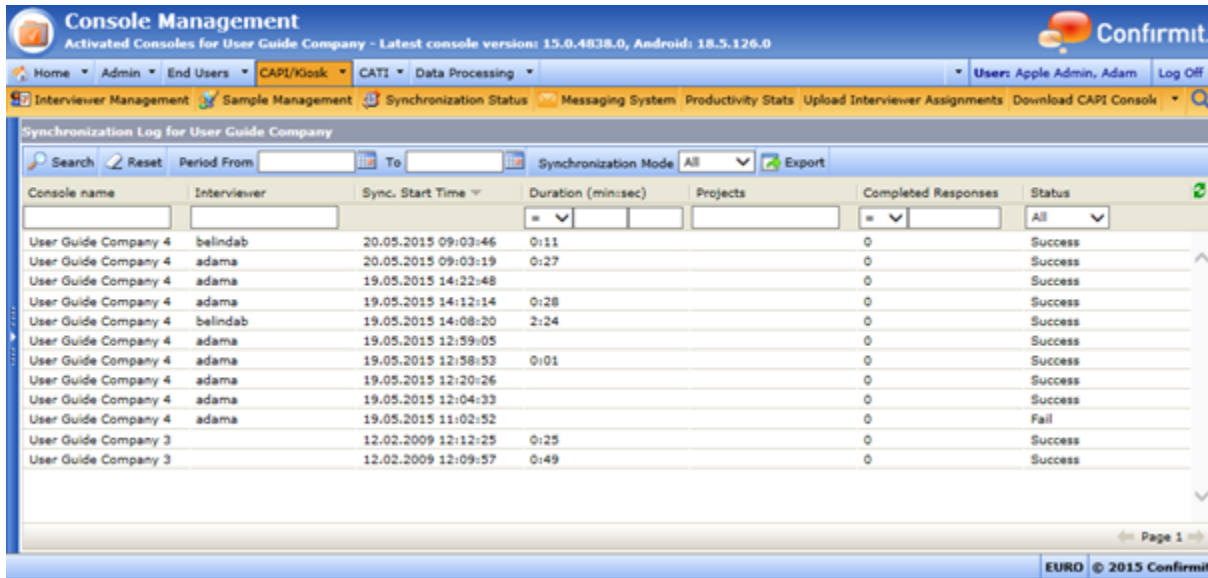 Console Management
Activated Consoles for User Guide Company - Latest console version: 15.0.4838.0, Android: 18.5.126.0
Confirmit.
Home Admin End Users CAPI/Kiosk CATI Data Processing User: Apple Admin, Adam Log Off
Interviewer Management Sample Management Synchronization Status Messaging System Productivity Stats Upload Interviewer Assignments Download CAPI Console
Synchronization Log for User Guide Company
Search Reset Period From To Synchronization Mode All Export
Console name Interviewer Sync. Start Time Duration (min:sec) Projects Completed Responses Status
= = All
User Guide Company 4 belindab 20.05.2015 09:03:46 0:11 0 Success
User Guide Company 4 adama 20.05.2015 09:03:19 0:27 0 Success
User Guide Company 4 adama 19.05.2015 14:22:48 0 Success
User Guide Company 4 adama 19.05.2015 14:12:14 0:28 0 Success
User Guide Company 4 belindab 19.05.2015 14:08:20 2:24 0 Success
User Guide Company 4 adama 19.05.2015 12:59:05 0 Success
User Guide Company 4 adama 19.05.2015 12:58:53 0:01 0 Success
User Guide Company 4 adama 19.05.2015 12:20:26 0 Success
User Guide Company 4 adama 19.05.2015 12:04:33 0 Success
User Guide Company 4 adama 19.05.2015 11:02:52 0 Fail
User Guide Company 3 12.02.2009 12:12:25 0:25 0 Success
User Guide Company 3 12.02.2009 12:09:57 0:49 0 Success
Page 1
EURO © 2015 Confirmit